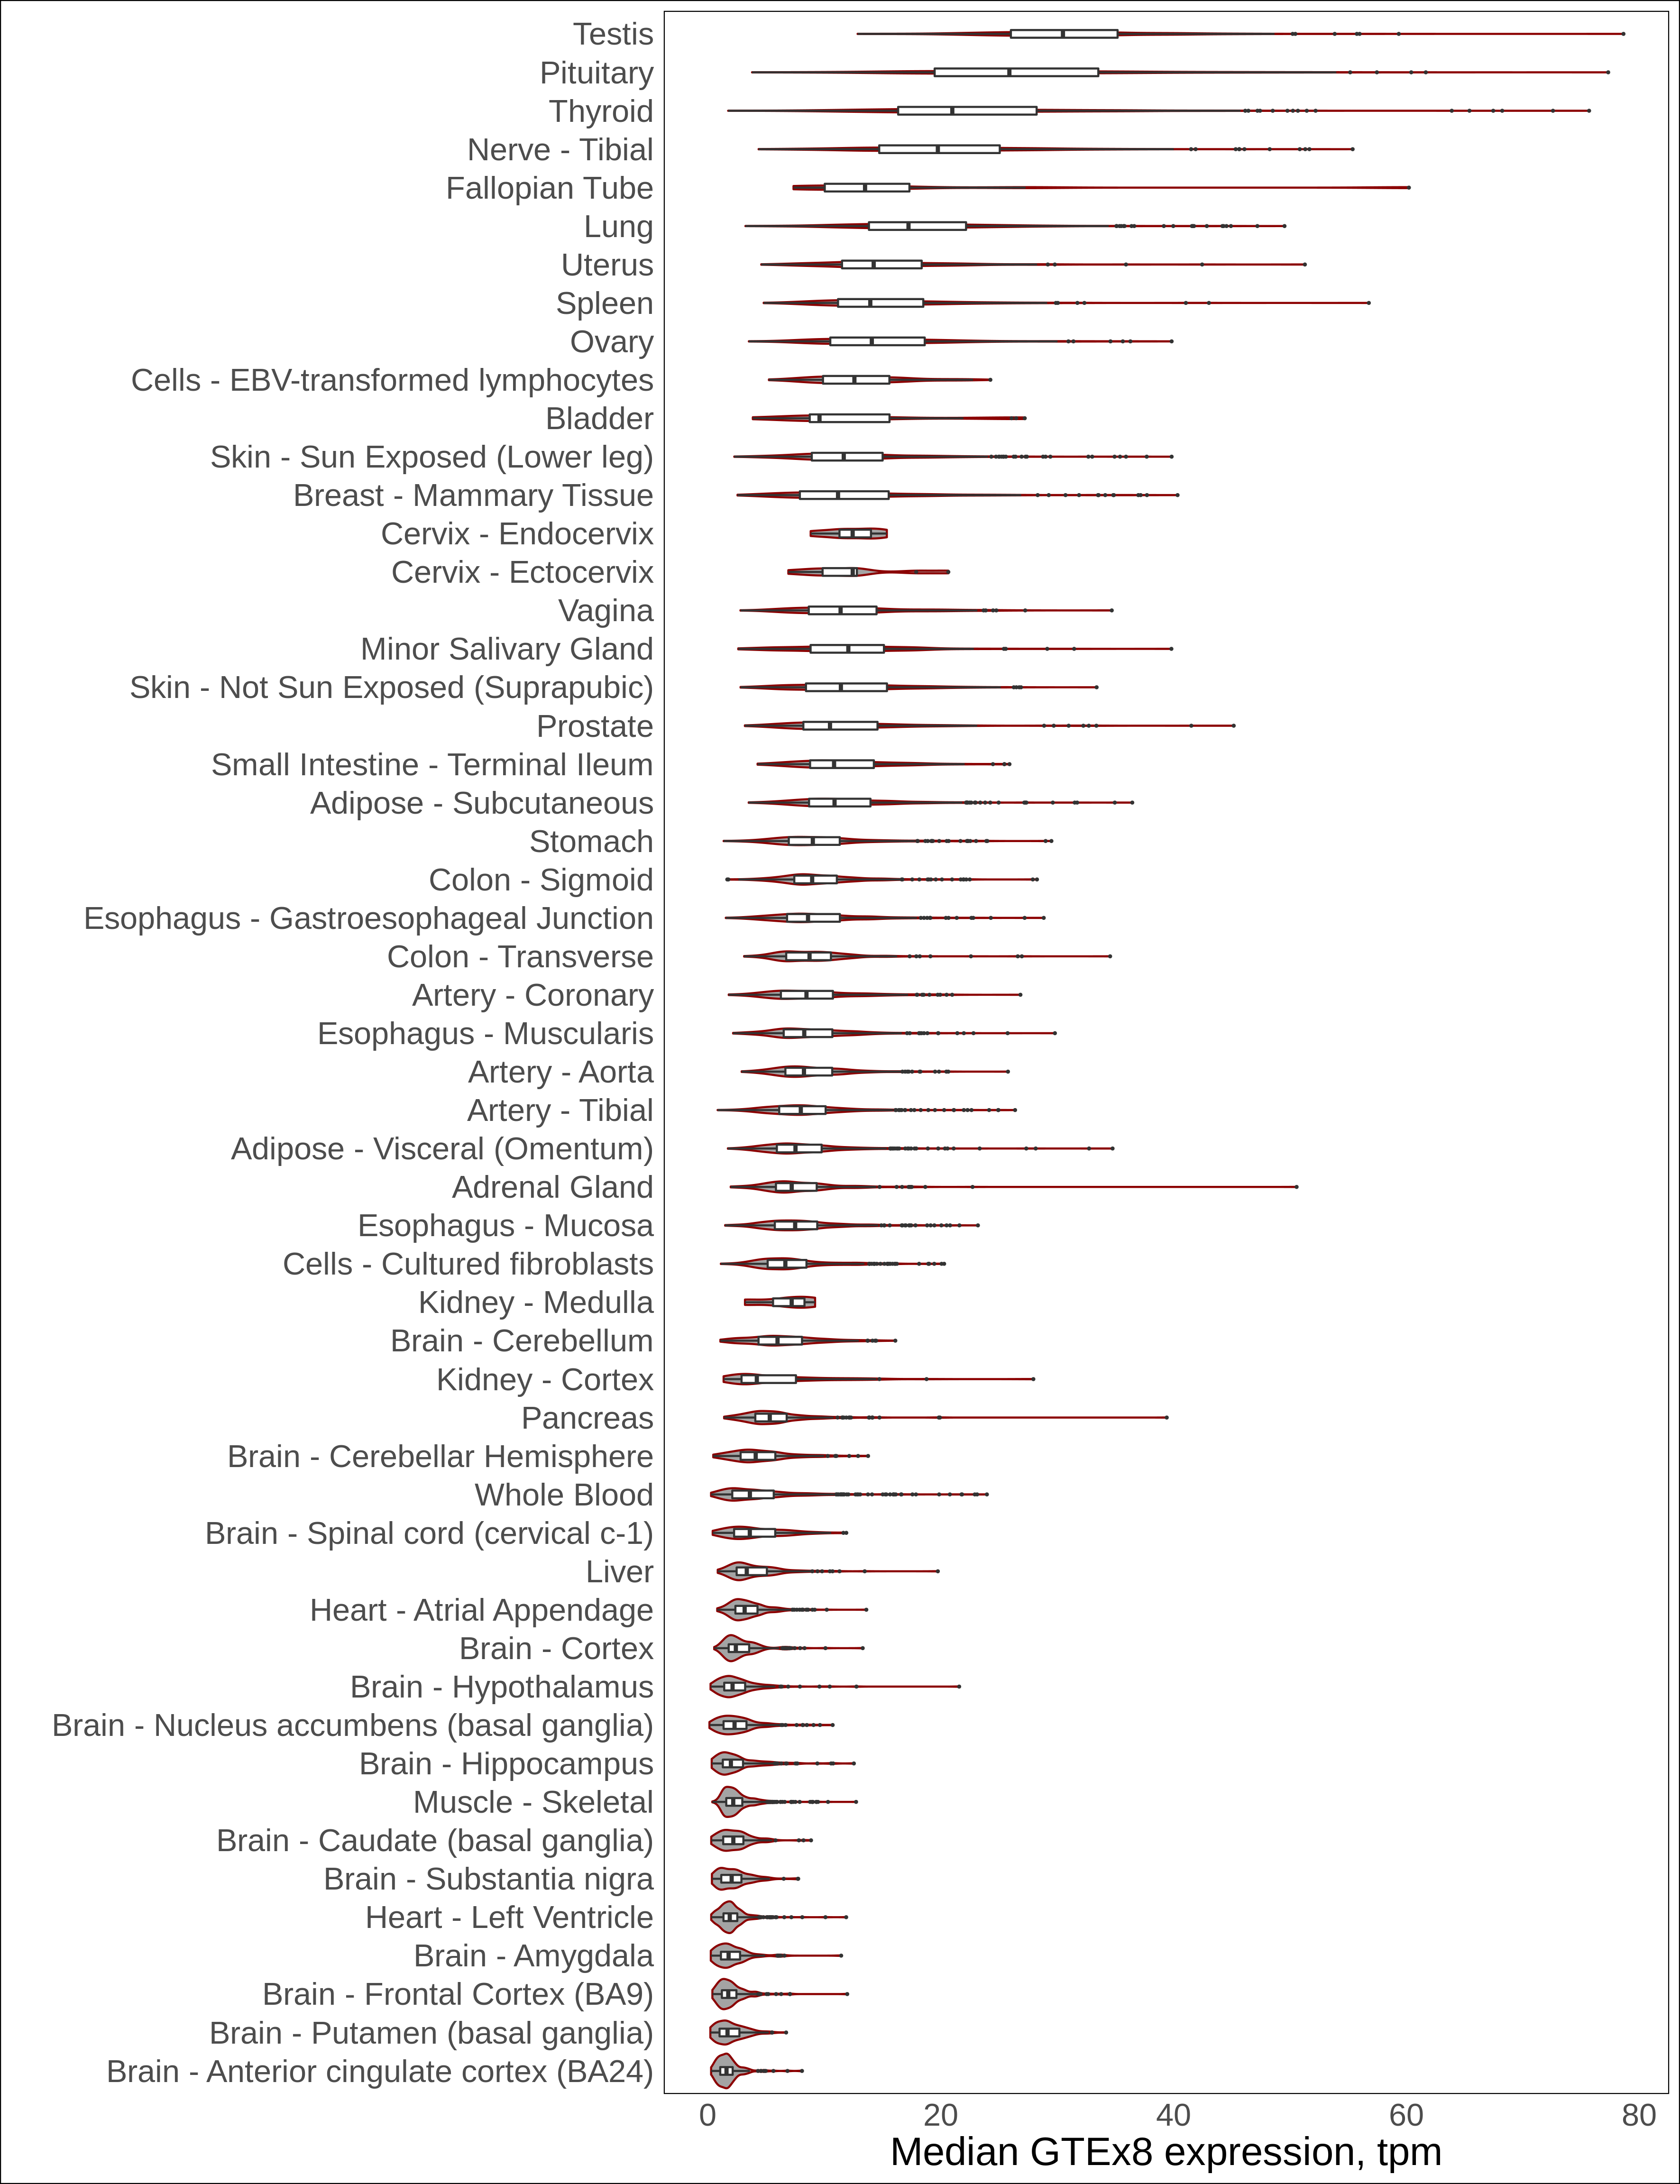 Testis
Pituitary
Thyroid
Nerve - Tibial
Fallopian Tube
Lung
Uterus
Spleen
Ovary
Cells - EBV-transformed lymphocytes
Bladder
Skin - Sun Exposed (Lower leg)
Breast - Mammary Tissue
Cervix - Endocervix
Cervix - Ectocervix
Vagina
Minor Salivary Gland
Skin - Not Sun Exposed (Suprapubic)
Prostate
Small Intestine - Terminal Ileum
Adipose - Subcutaneous
Stomach
Colon - Sigmoid
Esophagus - Gastroesophageal Junction
Colon - Transverse
Artery - Coronary
Esophagus - Muscularis
Artery - Aorta
Artery - Tibial
Adipose - Visceral (Omentum)
Adrenal Gland
Esophagus - Mucosa
Cells - Cultured fibroblasts
Kidney - Medulla
Brain - Cerebellum
Kidney - Cortex
Pancreas
Brain - Cerebellar Hemisphere
Whole Blood
Brain - Spinal cord (cervical c-1)
Liver
Heart - Atrial Appendage
Brain - Cortex
Brain - Hypothalamus
Brain - Nucleus accumbens (basal ganglia)
Brain - Hippocampus
Muscle - Skeletal
Brain - Caudate (basal ganglia)
Brain - Substantia nigra
Heart - Left Ventricle
Brain - Amygdala
Brain - Frontal Cortex (BA9)
Brain - Putamen (basal ganglia)
Brain - Anterior cingulate cortex (BA24)
0 20 40 60 80
Median GTEx8 expression, tpm